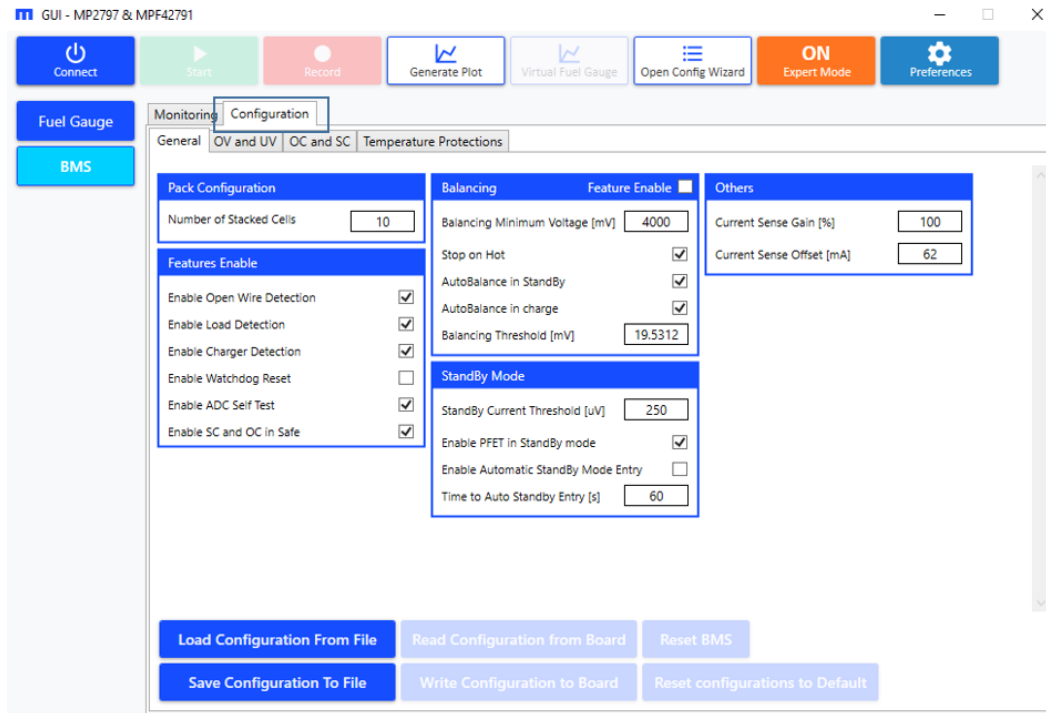 GUI - MP2797 & MPF42791
Connect
Start
Record
Generate Plot
Virtual Fuel Gauge
Open Config Wizard
ON
Expert Mode
Preferences
Fuel Gauge
BMS
Monitoring Configuration
General OV and UV OC and SC Temperature Protections
Pack Configuration
Number of Stacked Cells 10
Features Enable
Enable Open Wire Detection
Enable Load Detection
Enable Charger Detection
Enable Watchdog Reset
Enable ADC Self Test
Enable SC and OC in Safe
Balancing Feature Enable
Balancing Minimum Voltage [mV] 4000
Stop on Hot
AutoBalance in StandBy
AutoBalance in charge
Balancing Threshold [mV] 19.5312
StandBy Mode
StandBy Current Threshold [uV] 250
Enable PFET in StandBy mode
Enable Automatic StandBy Mode Entry
Time to Auto Standby Entry [s] 60
Others
Current Sense Gain [%] 100
Current Sense Offset [mA] 62
Load Configuration From File Read Configuration from Board Reset BMS
Save Configuration To File Write Configuration to Board Reset configurations to Default